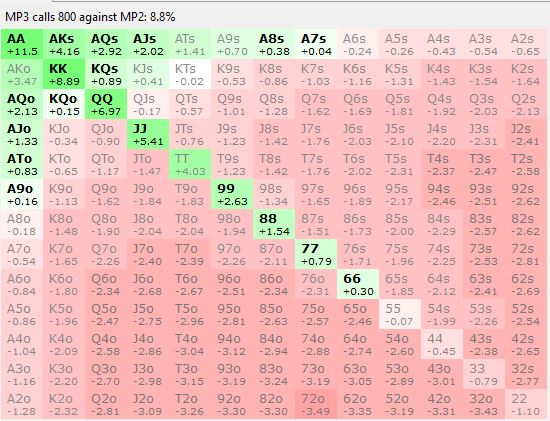 MP3 calls 800 against MP2: 8.8%
AA AKs AQs AJs ATs A9s A8s A7s A6s A5s A4s A3s A2s
+11.5 +4.16 +2.92 +2.02 +1.41 +0.70 +0.38 +0.04 -0.24 -0.26 -0.43 -0.54 -0.65
AKo KK KQs KJs KTs K9s K8s K7s K6s K5s K4s K3s K2s
+3.47 +8.89 +0.89 +0.41 -0.02 -0.53 -0.86 -1.03 -1.16 -1.31 -1.43 -1.54 -1.64
AQo KQo QQ QJs QTs Q9s Q8s Q7s Q6s Q5s Q4s Q3s Q2s
+2.13 +0.15 +6.97 -0.17 -0.57 -1.01 -1.28 -1.62 -1.69 -1.81 -1.92 -2.03 -2.13
AJo KJo QJo JJ JTs J9s J8s J7s J6s J5s J4s J3s J2s
+1.33 -0.34 -0.90 +5.41 -0.76 -1.23 -1.42 -1.76 -2.03 -2.10 -2.20 -2.31 -2.41
ATo KTo QTo JTo TT T9s T8s T7s T6s T5s T4s T3s T2s
+0.83 -0.65 -1.17 -1.47 +4.03 -1.23 -1.42 -1.76 -2.02 -2.31 -2.37 -2.47 -2.58
A9o K9o Q9o J9o T9o 99 98s 97s 96s 95s 94s 93s 92s
+0.16 -1.13 -1.62 -1.84 -1.83 +2.63 -1.34 -1.65 -1.89 -2.17 -2.46 -2.51 -2.62
A8o K8o Q8o J8o T8o 98o 88 87s 86s 85s 84s 83s 82s
-0.18 -1.48 -1.90 -2.04 -2.04 -1.94 +1.54 -1.51 -1.73 -2.00 -2.29 -2.57 -2.62
A7o K7o Q7o J7o T7o 97o 87o 77 76s 75s 74s 73s 72s
-0.54 -1.65 -2.26 -2.40 -2.39 -2.26 -2.11 +0.79 -1.71 -1.96 -2.25 -2.53 -2.81
A6o K6o Q6o J6o T6o 96o 86o 76o 66 65s 64s 63s 62s
-0.84 -1.80 -2.34 -2.68 -2.67 -2.51 -2.34 -2.31 +0.30 -1.85 -2.12 -2.41 -2.69
A5o K5o Q5o J5o T5o 95o 85o 75o 65o 55 54s 53s 52s
-0.86 -1.96 -2.47 -2.75 -2.96 -2.81 -2.63 -2.57 -2.46 -0.07 -1.99 -2.26 -2.54
A4o K4o Q4o J4o T4o 94o 84o 74o 64o 54o 44 43s 42s
-1.04 -2.09 -2.58 -2.86 -3.04 -3.12 -2.94 -2.88 -2.74 -2.60 -0.45 -2.38 -2.65
A3o K3o Q3o J3o T3o 93o 83o 73o 63o 53o 43o 33 32s
-1.16 -2.20 -2.70 -2.98 -3.15 -3.19 -3.24 -3.19 -3.05 -2.89 -3.01 -0.79 -2.77
A2o K2o Q2o J2o T2o 92o 82o 72o 62o 52o 42o 32o 22
-1.28 -2.32 -2.81 -3.09 -3.26 -3.30 -3.30 -3.49 -3.35 -3.19 -3.31 -3.43 -1.10